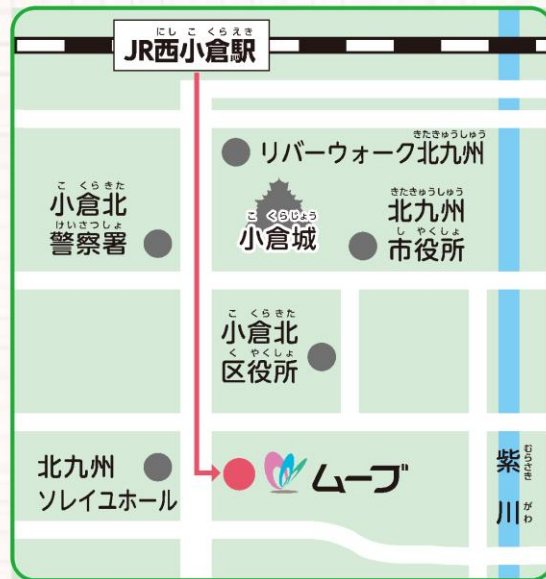 にしこくらえき
JR西小倉駅
きたきゅうしゅう
リバーウォーク北九州
こくらきた
小倉北
けいさつしょ
警察署
こくらじょう
小倉城
きたきゅうしゅう
北九州
しやくしょ
市役所
こくらきた
小倉北
くやくしょ
区役所
北九州
ソレイユホール
ムーブ
むらさき
紫
がわ
川